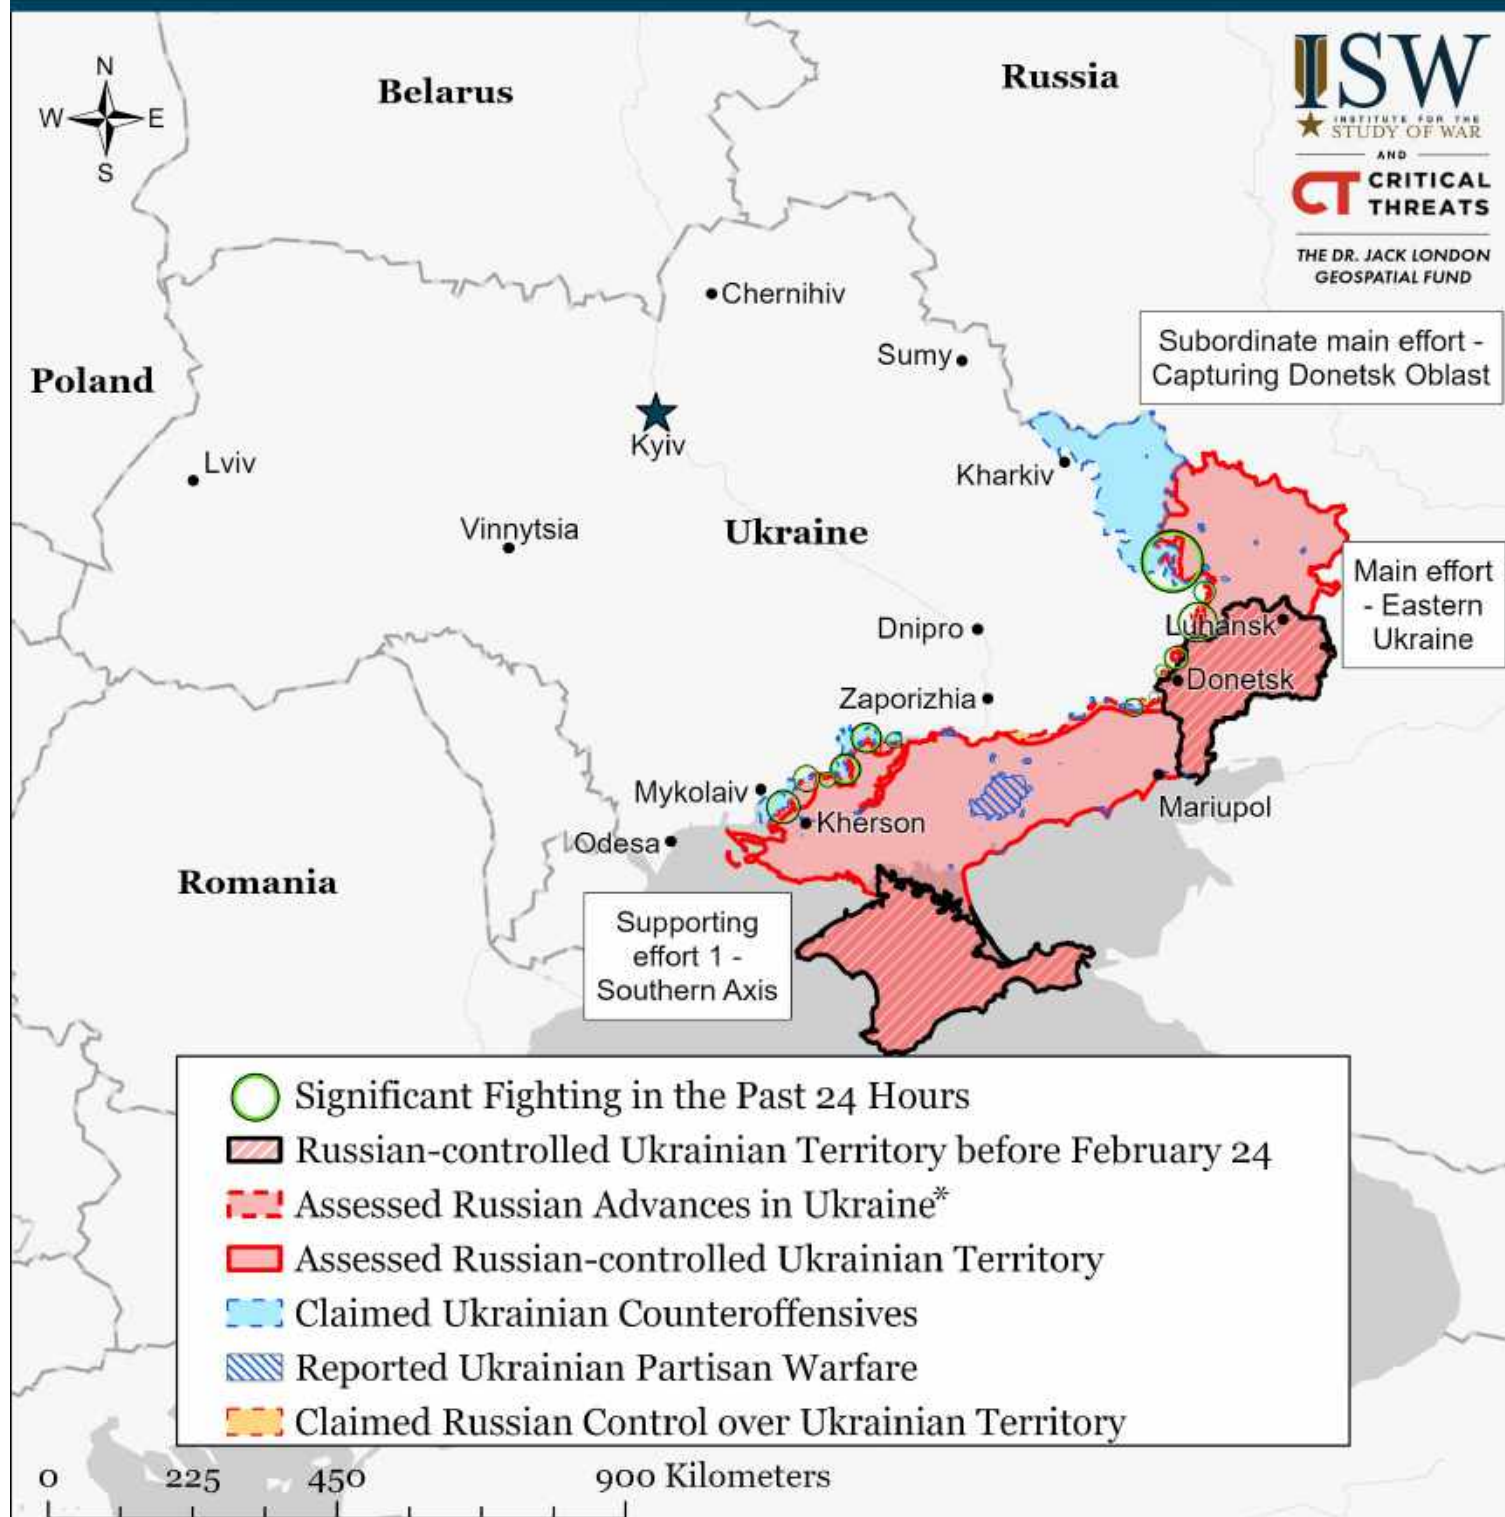 N
W E
S
Belarus
Russia
ISW
INSTITUTE FOR THE
STUDY OF WAR
AND
CT CRITICAL
THREATS
THE DR. JACK LONDON
GEOSPATIAL FUND
Chernihiv
Subordinate main effort -
Capturing Donetsk Oblast
Sumy
Poland
Kyiv
Lviv
Kharkiv
Vinnytsia
Ukraine
Main effort
- Eastern
Ukraine
Dnipro
Luhansk
Donetsk
Zaporizhia
Mykolaiv
Mariupol
Kherson
Odesa
Romania
Supporting
effort 1 -
Southern Axis
Significant Fighting in the Past 24 Hours
Russian-controlled Ukrainian Territory before February 24
Assessed Russian Advances in Ukraine*
Assessed Russian-controlled Ukrainian Territory
Claimed Ukrainian Counteroffensives
Reported Ukrainian Partisan Warfare
Claimed Russian Control over Ukrainian Territory
0 225 450 900 Kilometers